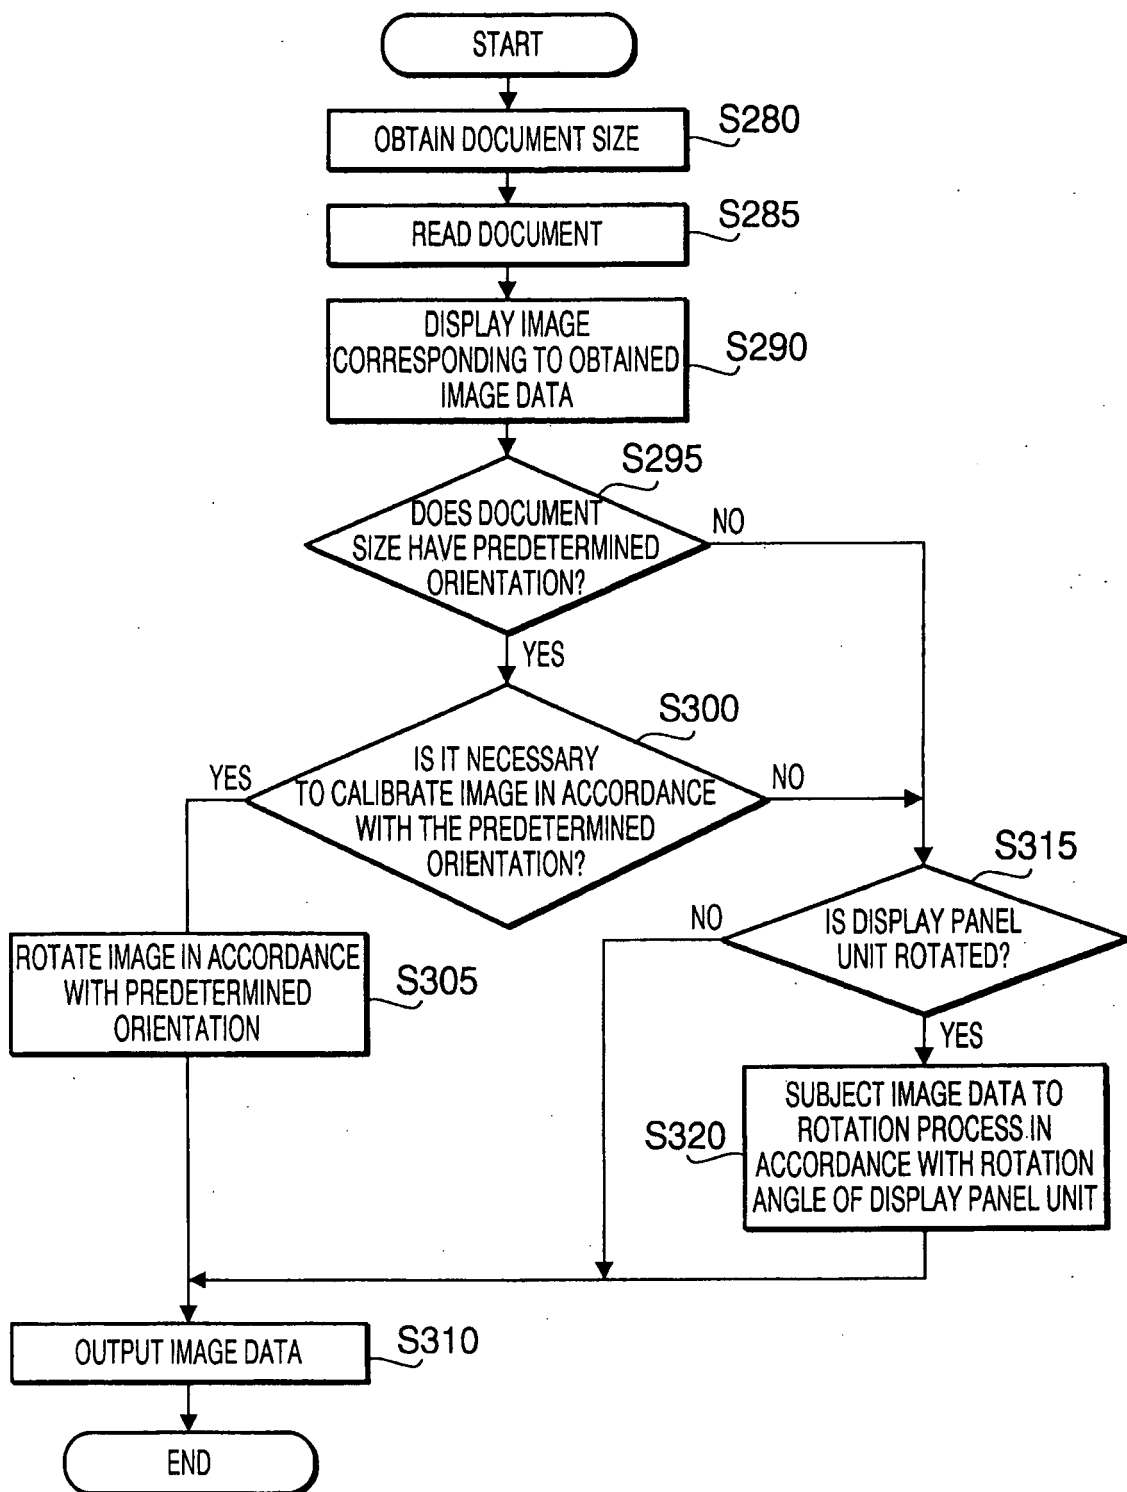 START
S280
OBTAIN DOCUMENT SIZE
S285
READ DOCUMENT
S290
DISPLAY IMAGE
CORRESPONDING TO OBTAINED
IMAGE DATA
S295
DOES DOCUMENT
SIZE HAVE PREDETERMINED
ORIENTATION?
NO
YES
S300
IS IT NECESSARY
TO CALIBRATE IMAGE IN ACCORDANCE
WITH THE PREDETERMINED
ORIENTATION?
YES
NO
S315
IS DISPLAY PANEL
UNIT ROTATED?
NO
YES
ROTATE IMAGE IN ACCORDANCE
WITH PREDETERMINED
ORIENTATION
S305
S320
SUBJECT IMAGE DATA TO
ROTATION PROCESS IN
ACCORDANCE WITH ROTATION
ANGLE OF DISPLAY PANEL UNIT
OUTPUT IMAGE DATA
S310
END